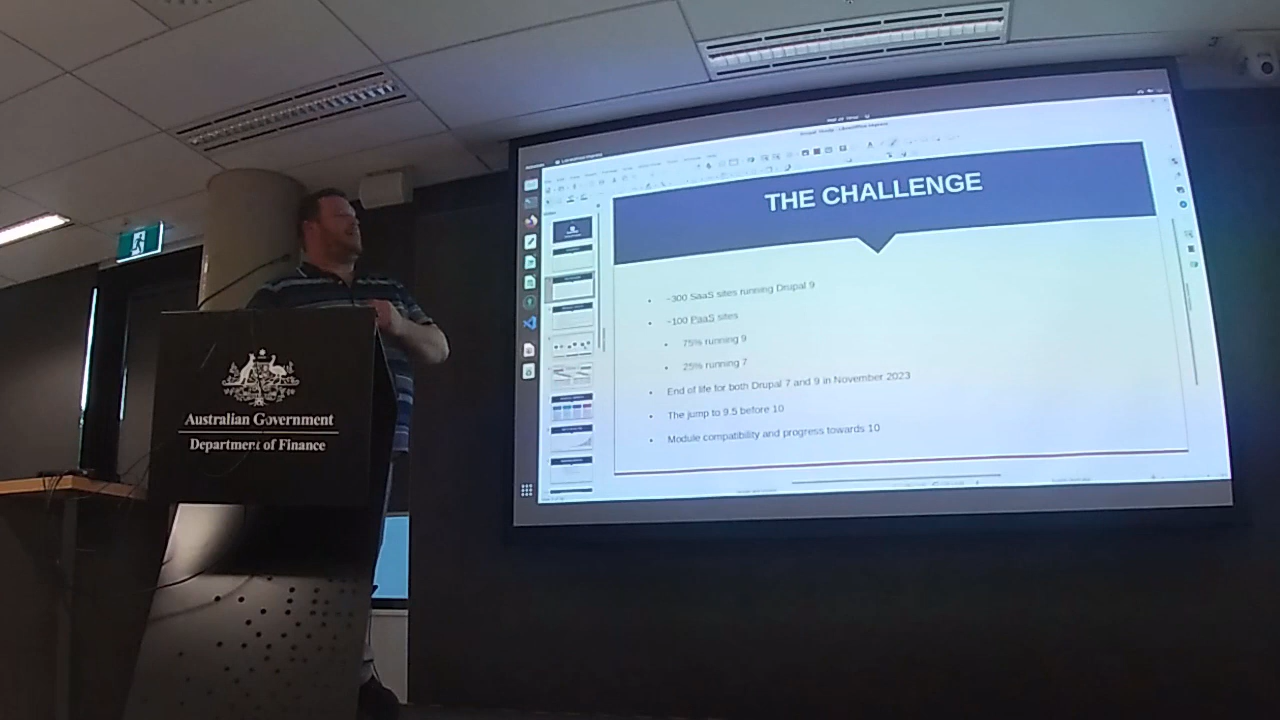 THE CHALLENGE
~300 SaaS sites running Drupal 9
~100 PaaS sites
75% running 9
25% running 7
End of life for both Drupal 7 and 9 in November 2023
The jump to 9.5 before 10
Module compatibility and progress towards 10
Australian Government
Department of Finance